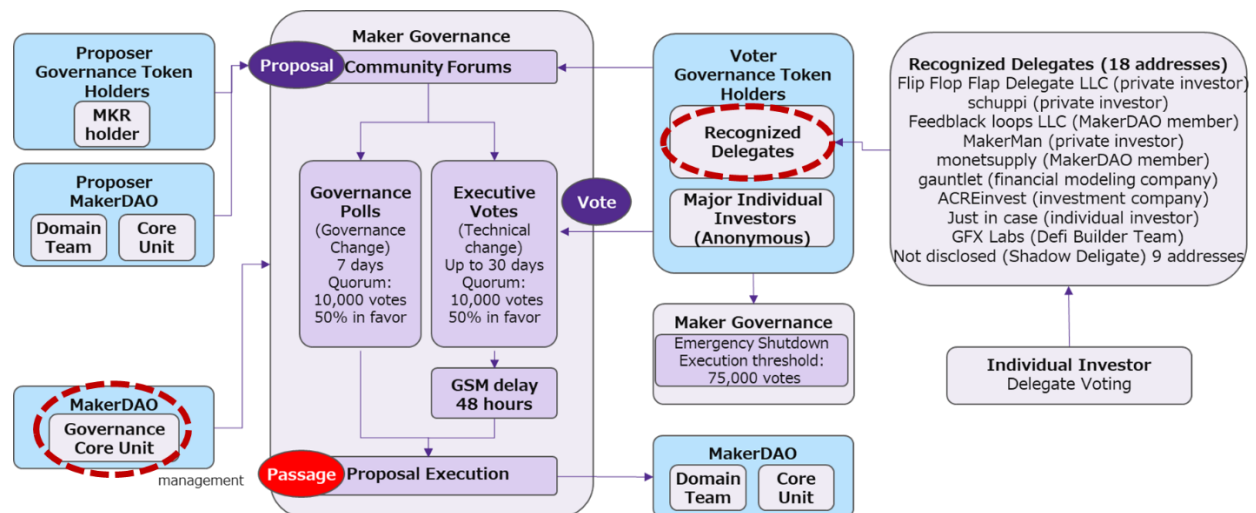 Proposer
Governance Token
Holders
MKR
holder
Proposer
MakerDAO
Domain
Team
Core
Unit
MakerDAO
Governance
Core Unit
management
Maker Governance
Proposal
Community Forums
Governance
Polls
(Governance
Change)
7 days
Quorum:
10,000 votes
50% in favor
Executive
Votes
(Technical
change)
Up to 30 days
Quorum:
10,000 votes
50% in favor
GSM delay
48 hours
Passage
Proposal Execution
Vote
Voter
Governance Token
Holders
Recognized
Delegates
Major Individual
Investors
(Anonymous)
Maker Governance
Emergency Shutdown
Execution threshold:
75,000 votes
MakerDAO
Domain
Team
Core
Unit
Recognized Delegates (18 addresses)
Flip Flop Flap Delegate LLC (private investor)
schuppi (private investor)
Feedblack loops LLC (MakerDAO member)
MakerMan (private investor)
monetsupply (MakerDAO member)
gauntlet (financial modeling company)
ACREinvest (investment company)
Just in case (individual investor)
GFX Labs (Defi Builder Team)
Not disclosed (Shadow Deligate) 9 addresses
Individual Investor
Delegate Voting